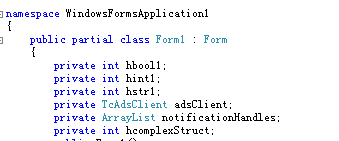 namespace WindowsFormsApplication1
{
    public partial class Form1 : Form
    {
        private int hbool1;
        private int hint1;
        private int hstr1;
        private TcAdsClient adsClient;
        private ArrayList notificationHandles;
        private int hcomplexStruct;